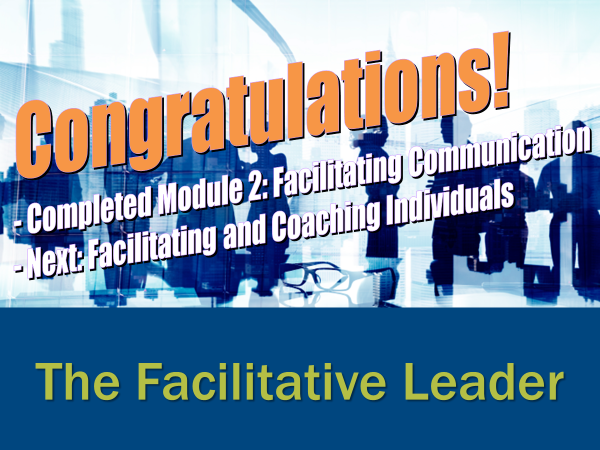 Congratulations!
- Completed Module 2: Facilitating Communication
- Next: Facilitating and Coaching Individuals
The Facilitative Leader